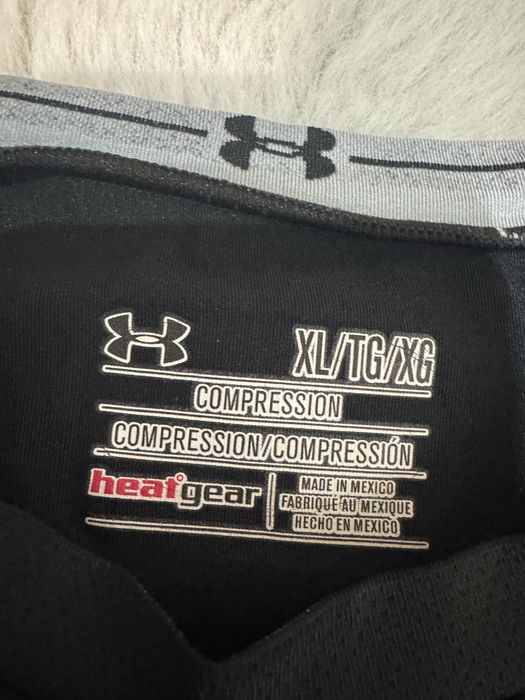 XL/TG/XG
COMPRESSION
COMPRESSION/COMPRESSIÓN
heatgear
MADE IN MEXICO
FABRIQUÉ AU MEXIQUE
HECHO EN MEXICO